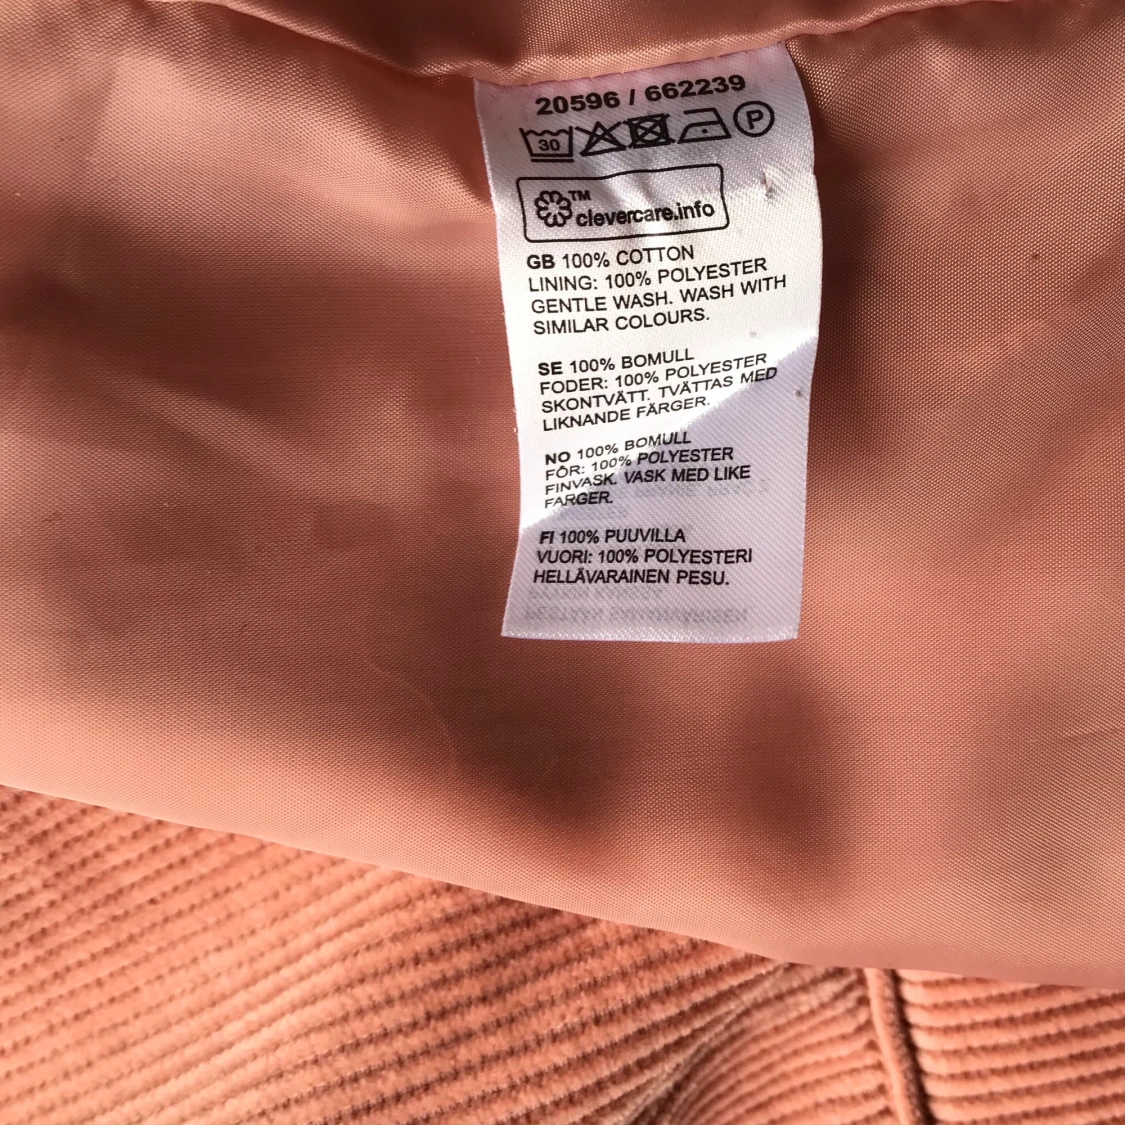 20596 / 662239
30 P
TM
clevercare.info
GB 100% COTTON
LINING: 100% POLYESTER
GENTLE WASH. WASH WITH
SIMILAR COLOURS.
SE 100% BOMULL
FODER: 100% POLYESTER
SKONTVÄTT. TVÄTTAS MED
LIKNANDE FÄRGER.
NO 100% BOMULL
FÔR: 100% POLYESTER
FINVASK. VASK MED LIKE
FARGER.
FI 100% PUUVILLA
VUORI: 100% POLYESTERI
HELLÄVARAINEN PESU.